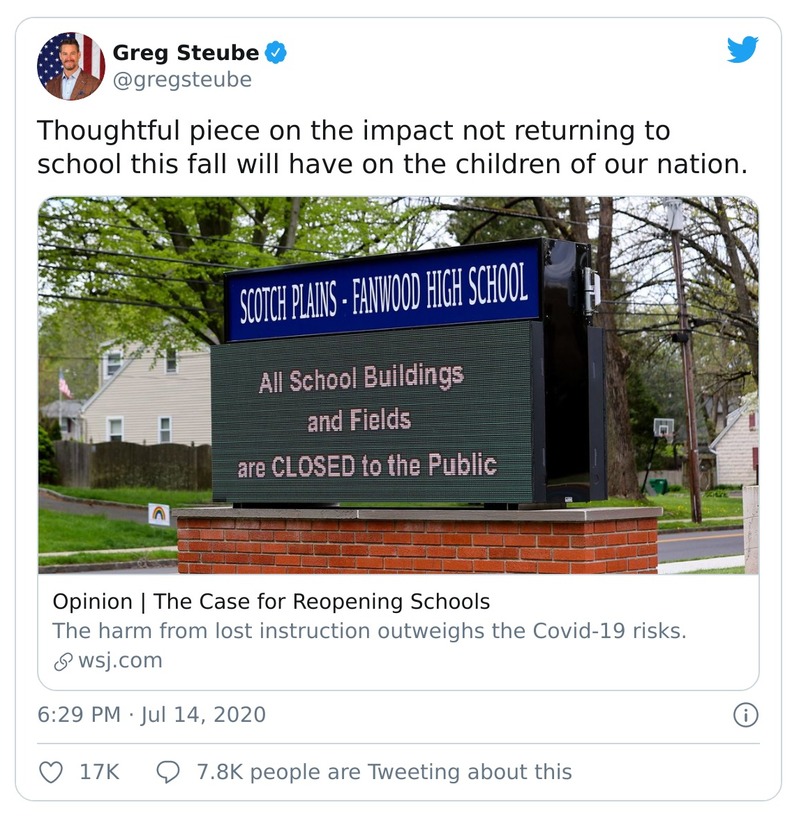 Greg Steube
@gregsteube
Thoughtful piece on the impact not returning to
school this fall will have on the children of our nation.
SCOTCH PLAINS - FANWOOD HIGH SCHOOL
All School Buildings
and Fields
are CLOSED to the Public
Opinion | The Case for Reopening Schools
The harm from lost instruction outweighs the Covid-19 risks.
wsj.com
6:29 PM · Jul 14, 2020
17K 7.8K people are Tweeting about this